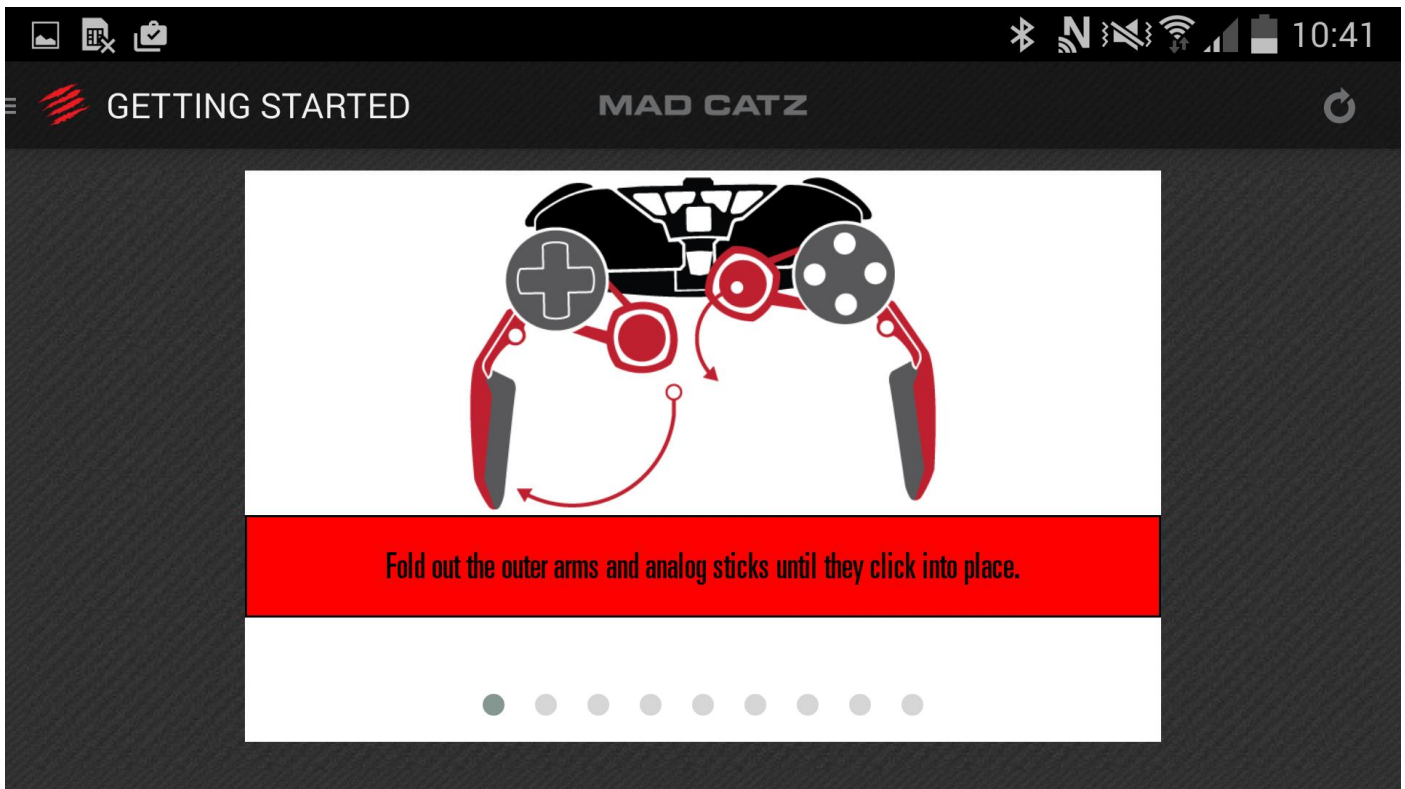 10:41
GETTING STARTED
MAD CATZ
Fold out the outer arms and analog sticks until they click into place.